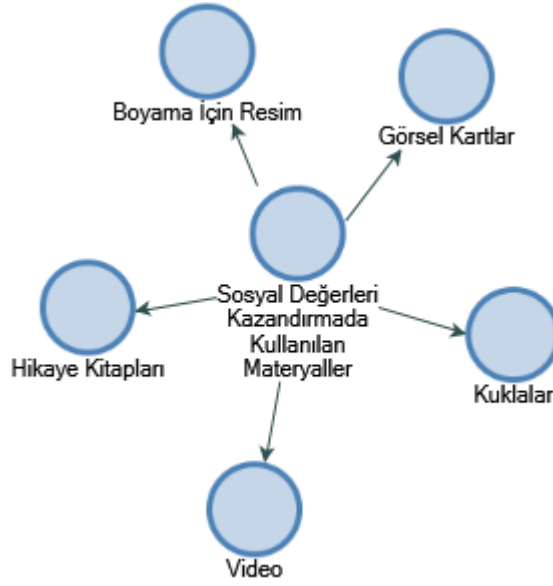 Boyama İçin Resim
Görsel Kartlar
Sosyal Değerleri
Kazandırmada
Kullanılan
Materyaller
Hikaye Kitapları
Kuklalar
Video